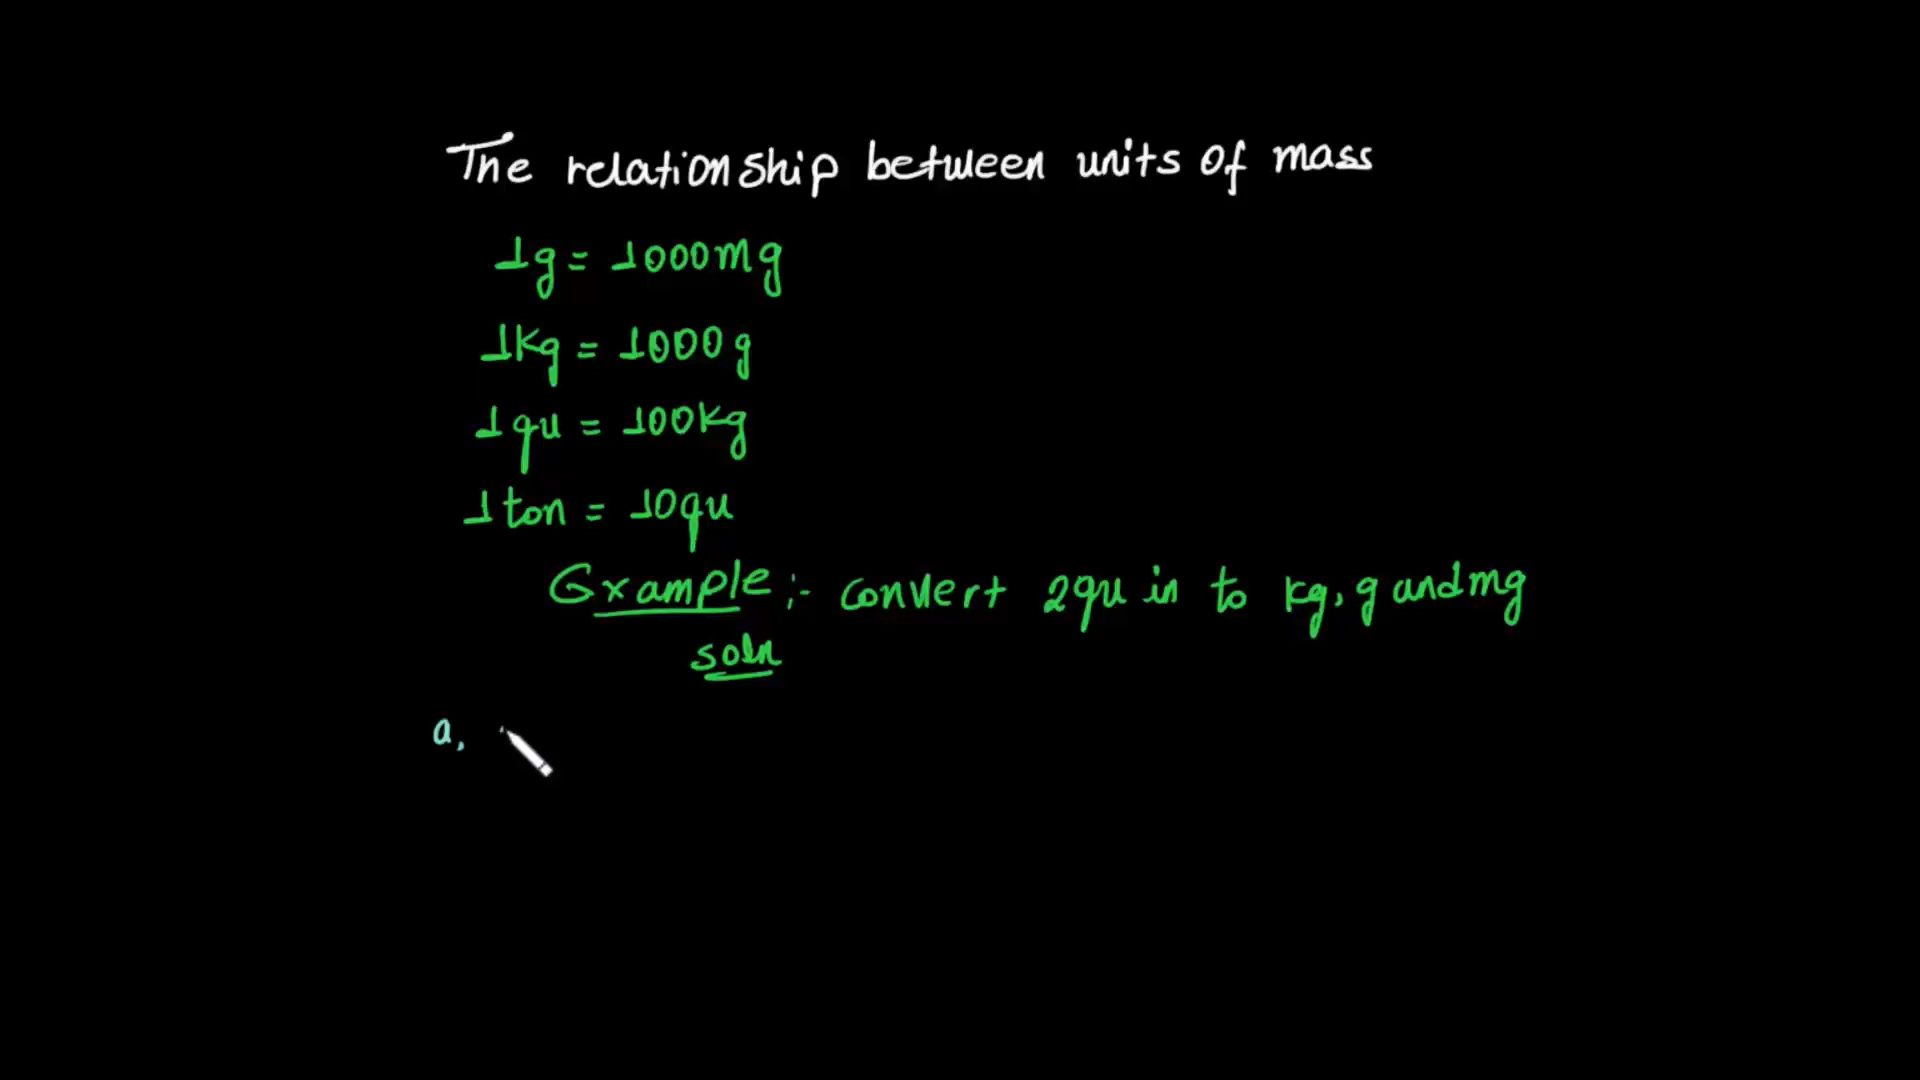 The relationship between units of mass
1g = 1000mg
1kg = 1000g
1qu = 100kg
1ton = 10qu
Example:- convert 2qu in to kg, g and mg
soln
a,